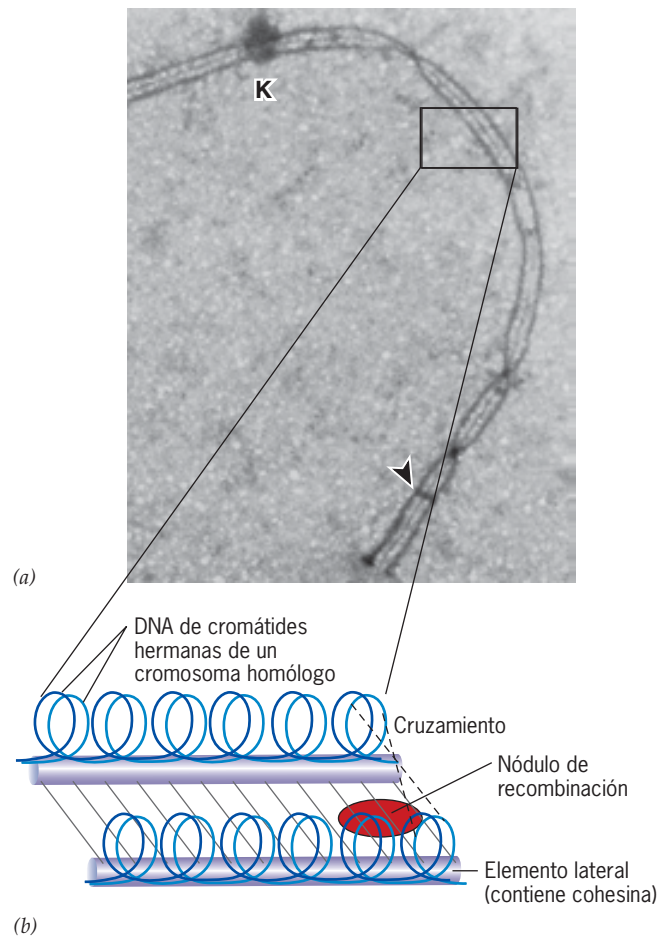 K
(a)
DNA de cromátides
hermanas de un
cromosoma homólogo
Cruzamiento
Nódulo de
recombinación
Elemento lateral
(contiene cohesina)
(b)